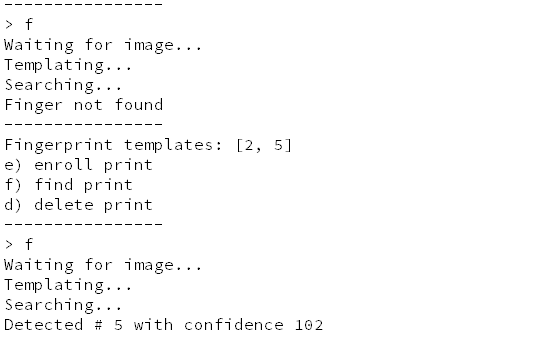 ----------------
> f
Waiting for image...
Templating...
Searching...
Finger not found
----------------
Fingerprint templates: [2, 5]
e) enroll print
f) find print
d) delete print
----------------
> f
Waiting for image...
Templating...
Searching...
Detected # 5 with confidence 102